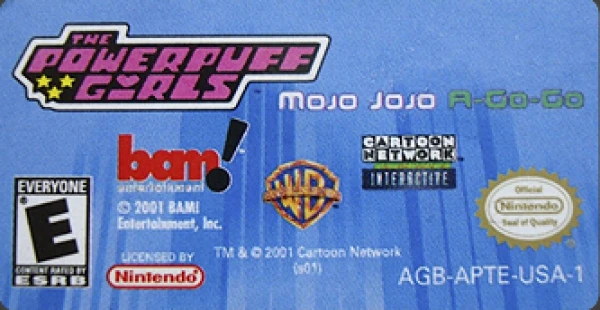 THE
POWERPUFF
GIRLS
MOJO JOJO A-GO-GO
bam!
entertainment
© 2001 BAM!
Entertainment, Inc.
LICENSED BY
Nintendo
EVERYONE
E
CONTENT RATED BY
ESRB
WB
TM & © 2001 Cartoon Network
(s01)
CARTOON
NETWORK
INTERACTIVE
Official
Nintendo
Seal of Quality
AGB-APTE-USA-1